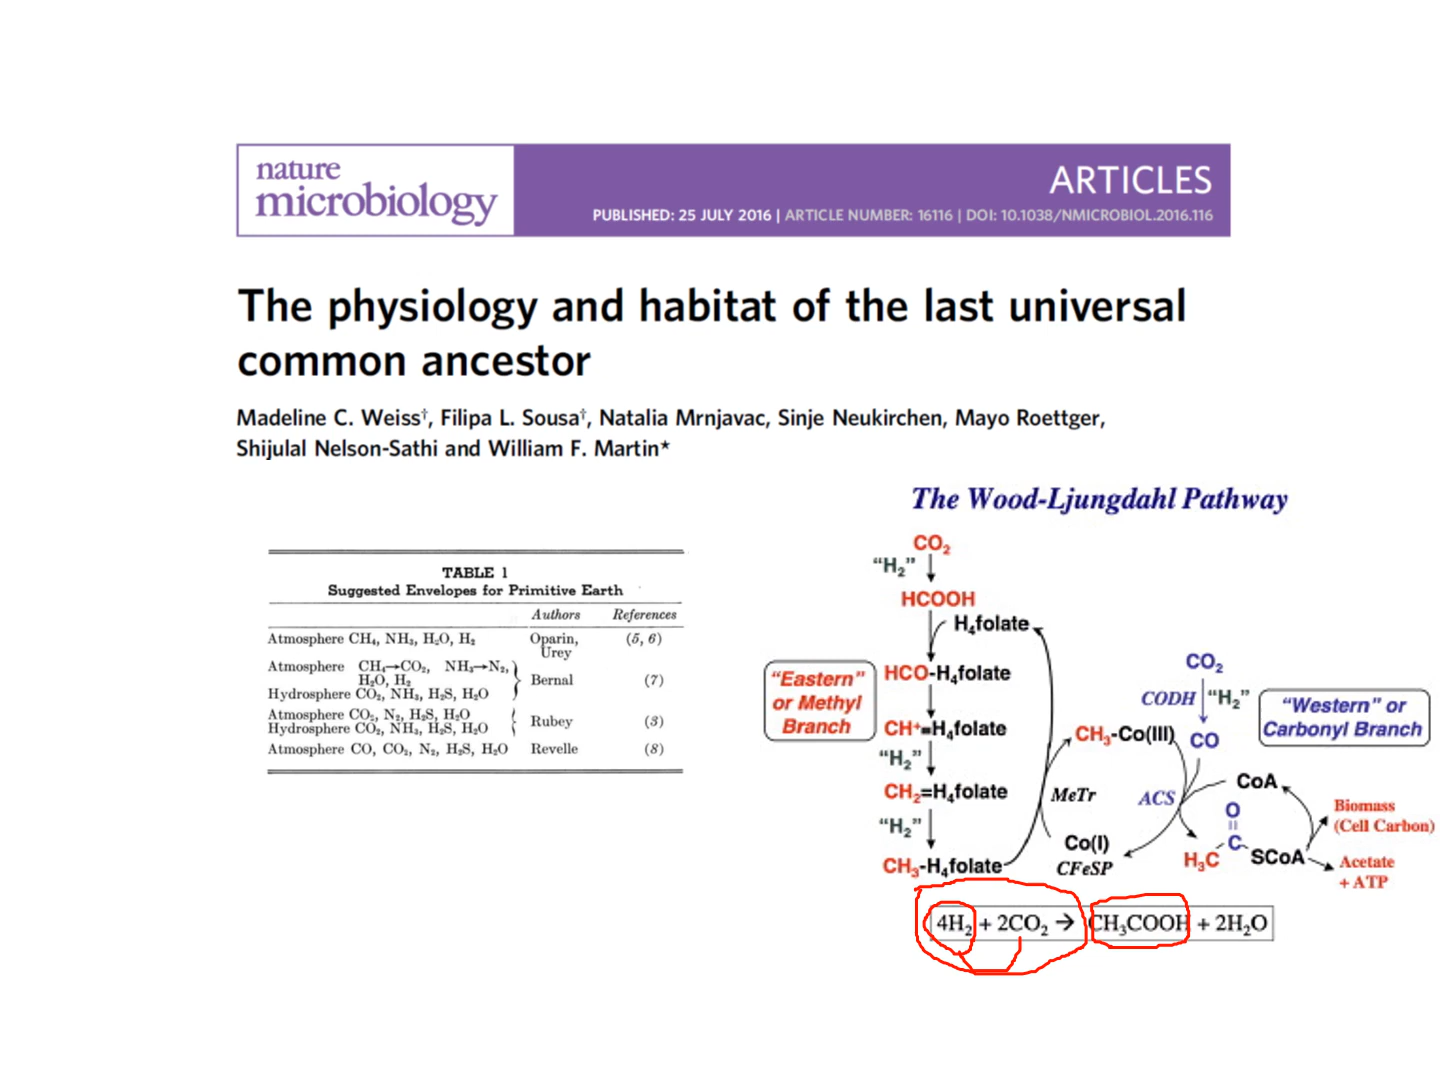 nature
microbiology
ARTICLES
PUBLISHED: 25 JULY 2016 | ARTICLE NUMBER: 16116 | DOI: 10.1038/NMICROBIOL.2016.116
The physiology and habitat of the last universal
common ancestor
Madeline C. Weiss†, Filipa L. Sousa†, Natalia Mrnjavac, Sinje Neukirchen, Mayo Roettger,
Shijulal Nelson-Sathi and William F. Martin*
TABLE 1
Suggested Envelopes for Primitive Earth
Authors References
Atmosphere CH₄, NH₃, H₂O, H₂ Oparin, (5, 6)
Urey
Atmosphere CH₄→CO₂, NH₃→N₂,
H₂O, H₂ Bernal (7)
Hydrosphere CO₂, NH₃, H₂S, H₂O
Atmosphere CO₂, N₂, H₂S, H₂O Rubey (3)
Hydrosphere CO₂, NH₃, H₂S, H₂O
Atmosphere CO, CO₂, N₂, H₂S, H₂O Revelle (8)
The Wood-Ljungdahl Pathway
CO₂
“H₂”
HCOOH
H₄folate
"Eastern"
or Methyl
Branch
HCO-H₄folate
CH⁺=H₄folate
“H₂”
CH₂=H₄folate
“H₂”
CH₃-H₄folate
MeTr
CH₃-Co(III)
Co(I)
CFeSP
CO₂
CODH “H₂”
CO
"Western" or
Carbonyl Branch
ACS
CoA
O
C
H₃C SCoA
Biomass
(Cell Carbon)
Acetate
+ ATP
4H₂ + 2CO₂ → CH₃COOH + 2H₂O